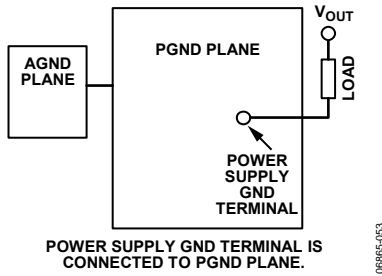 VOUT
AGND
PLANE
PGND PLANE
LOAD
POWER
SUPPLY
GND
TERMINAL
POWER SUPPLY GND TERMINAL IS
CONNECTED TO PGND PLANE.
06865-053